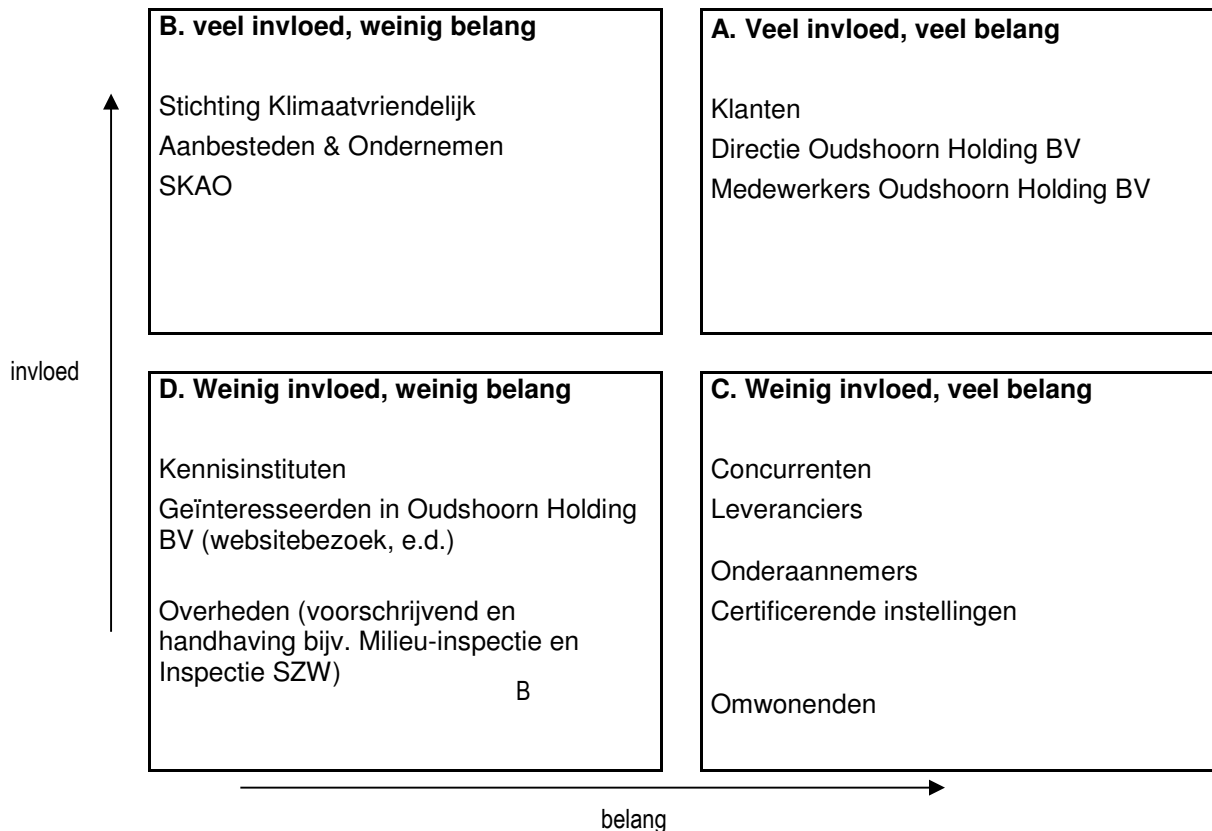 B. veel invloed, weinig belang
Stichting Klimaatvriendelijk
Aanbesteden & Ondernemen
SKAO
A. Veel invloed, veel belang
Klanten
Directie Oudshoorn Holding BV
Medewerkers Oudshoorn Holding BV
invloed
D. Weinig invloed, weinig belang
Kennisinstituten
Geïnteresseerden in Oudshoorn Holding
BV (websitebezoek, e.d.)
Overheden (voorschrijvend en
handhaving bijv. Milieu-inspectie en
Inspectie SZW)
B
C. Weinig invloed, veel belang
Concurrenten
Leveranciers
Onderaannemers
Certificerende instellingen
Omwonenden
belang